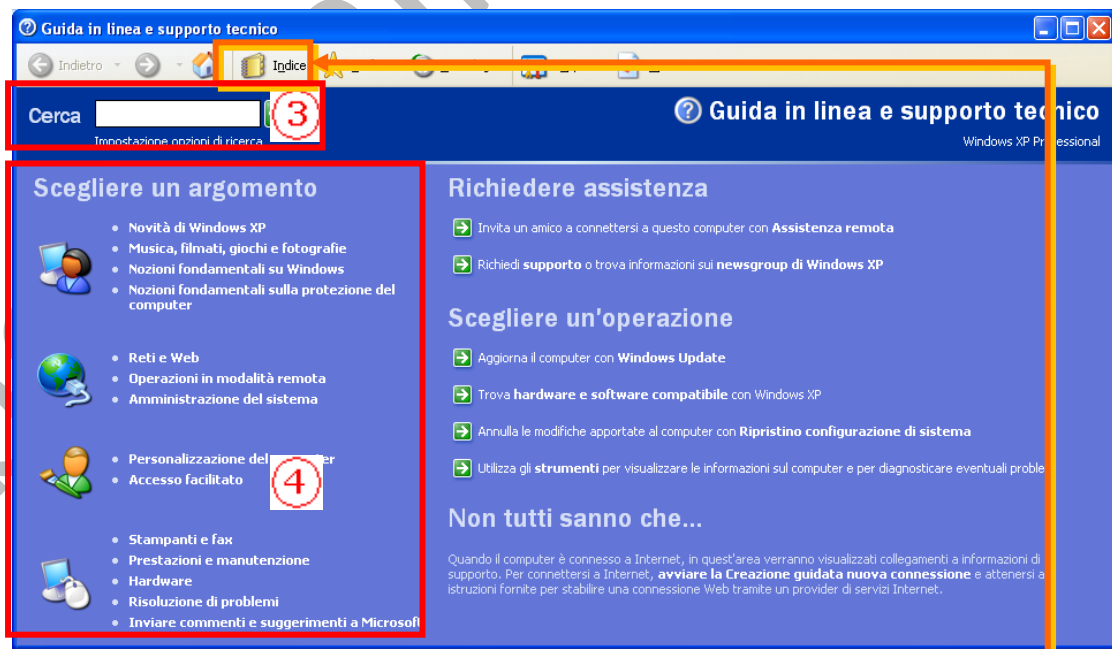 Guida in linea e supporto tecnico
Indietro
Indice
Cerca
3
Guida in linea e supporto tecnico
Impostazione opzioni di ricerca
Windows XP Professional
Scegliere un argomento
Novità di Windows XP
Musica, filmati, giochi e fotografie
Nozioni fondamentali su Windows
Nozioni fondamentali sulla protezione del
computer
Reti e Web
Operazioni in modalità remota
Amministrazione del sistema
Personalizzazione del computer
Accesso facilitato
4
Stampanti e fax
Prestazioni e manutenzione
Hardware
Risoluzione di problemi
Inviare commenti e suggerimenti a Microsoft
Richiedere assistenza
Invita un amico a connettersi a questo computer con Assistenza remota
Richiedi supporto o trova informazioni sui newsgroup di Windows XP
Scegliere un'operazione
Aggiorna il computer con Windows Update
Trova hardware e software compatibile con Windows XP
Annulla le modifiche apportate al computer con Ripristino configurazione di sistema
Utilizza gli strumenti per visualizzare le informazioni sul computer e per diagnosticare eventuali proble
Non tutti sanno che...
Quando il computer è connesso a Internet, in quest'area verranno visualizzati collegamenti a informazioni di
supporto. Per connettersi a Internet, avviare la Creazione guidata nuova connessione e attenersi a
istruzioni fornite per stabilire una connessione Web tramite un provider di servizi Internet.